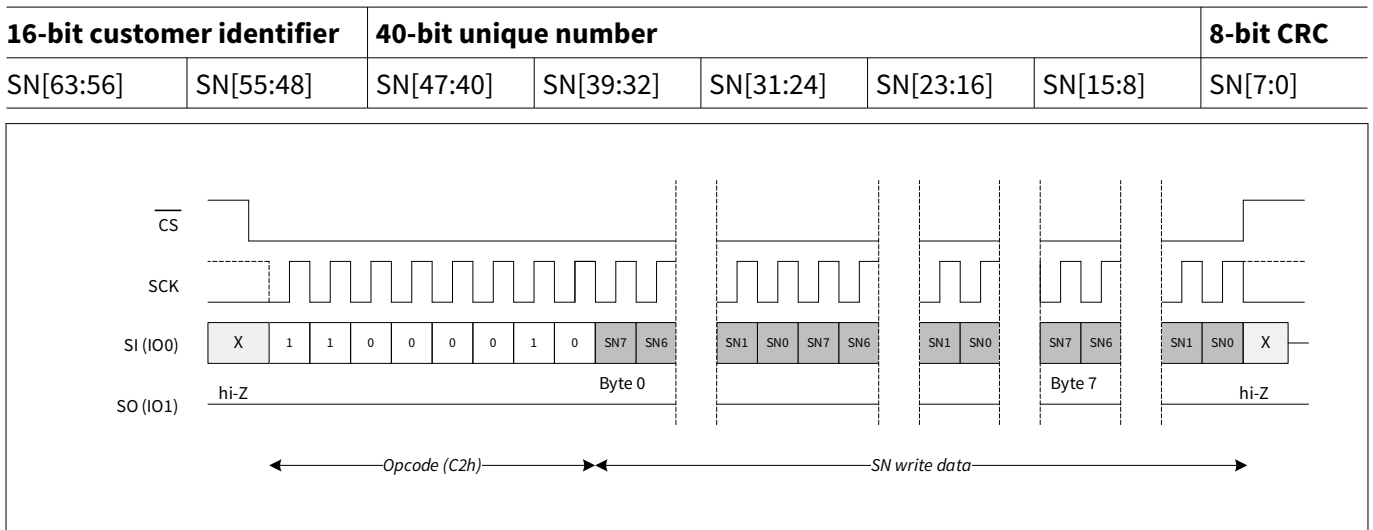 16-bit customer identifier 40-bit unique number 8-bit CRC
SN[63:56] SN[55:48] SN[47:40] SN[39:32] SN[31:24] SN[23:16] SN[15:8] SN[7:0]
CS
SCK
SI (IO0) X 1 1 0 0 0 0 1 0 SN7 SN6 SN1 SN0 SN7 SN6 SN1 SN0 SN7 SN6 SN1 SN0 X
Byte 0 Byte 7
hi-Z hi-Z
SO (IO1)
Opcode (C2h) SN write data